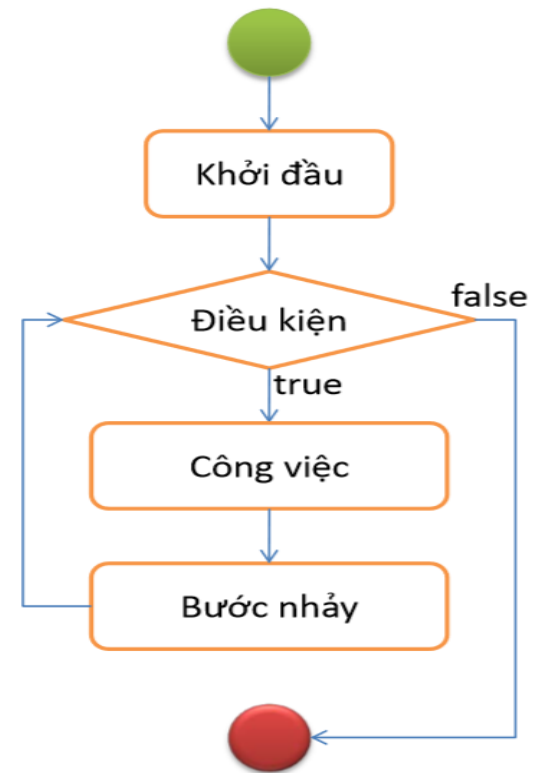 Khởi đầu
Điều kiện
false
true
Công việc
Bước nhảy